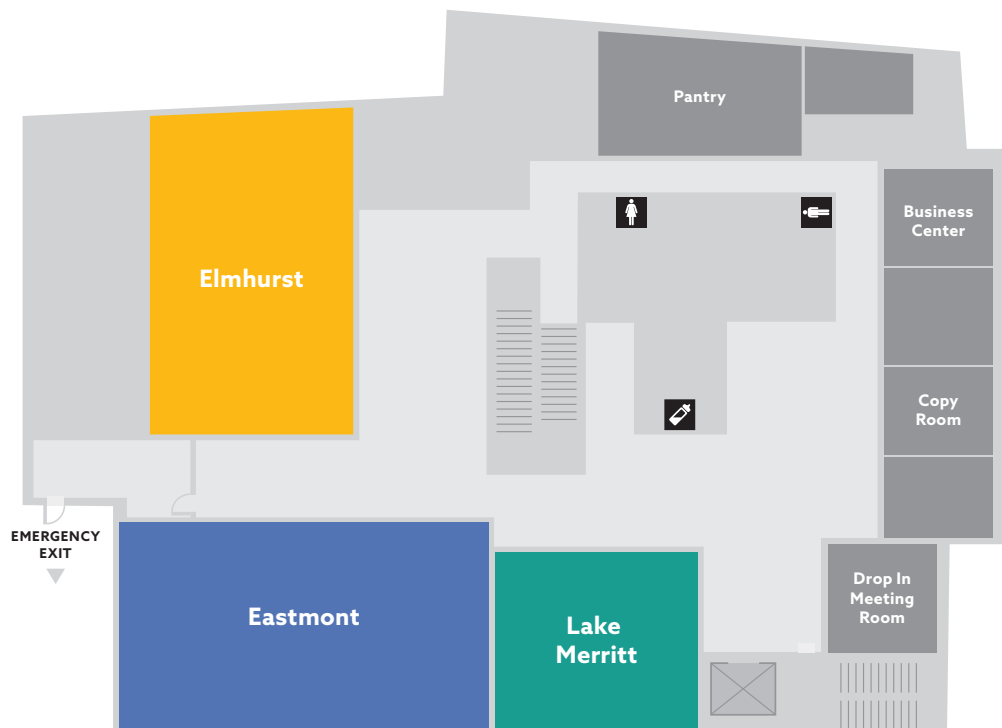 Pantry
Business
Center
Elmhurst
Copy
Room
EMERGENCY
EXIT
Drop In
Meeting
Room
Eastmont
Lake
Merritt